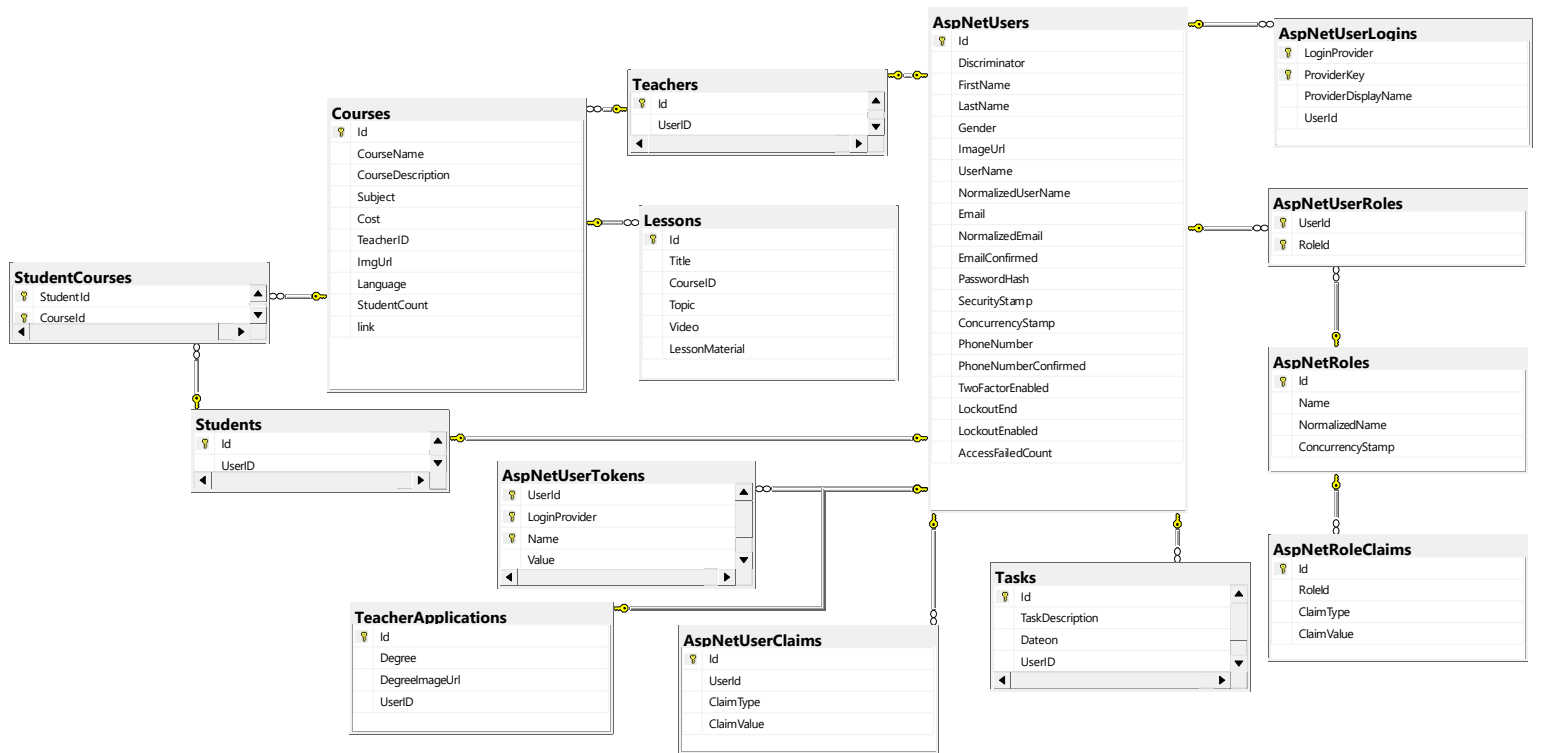 AspNetUsers
Id
Discriminator
FirstName
LastName
Gender
ImageUrl
UserName
NormalizedUserName
Email
NormalizedEmail
EmailConfirmed
PasswordHash
SecurityStamp
ConcurrencyStamp
PhoneNumber
PhoneNumberConfirmed
TwoFactorEnabled
LockoutEnd
LockoutEnabled
AccessFailedCount
AspNetUserLogins
LoginProvider
ProviderKey
ProviderDisplayName
UserId
Teachers
Id
UserID
Courses
Id
CourseName
CourseDescription
Subject
Cost
TeacherID
ImgUrl
Language
StudentCount
link
Lessons
Id
Title
CourseID
Topic
Video
LessonMaterial
AspNetUserRoles
UserId
RoleId
StudentCourses
StudentId
CourseId
AspNetRoles
Id
Name
NormalizedName
ConcurrencyStamp
Students
Id
UserID
AspNetUserTokens
UserId
LoginProvider
Name
Value
AspNetRoleClaims
Id
RoleId
ClaimType
ClaimValue
Tasks
Id
TaskDescription
Dateon
UserID
TeacherApplications
Id
Degree
DegreeImageUrl
UserID
AspNetUserClaims
Id
UserId
ClaimType
ClaimValue